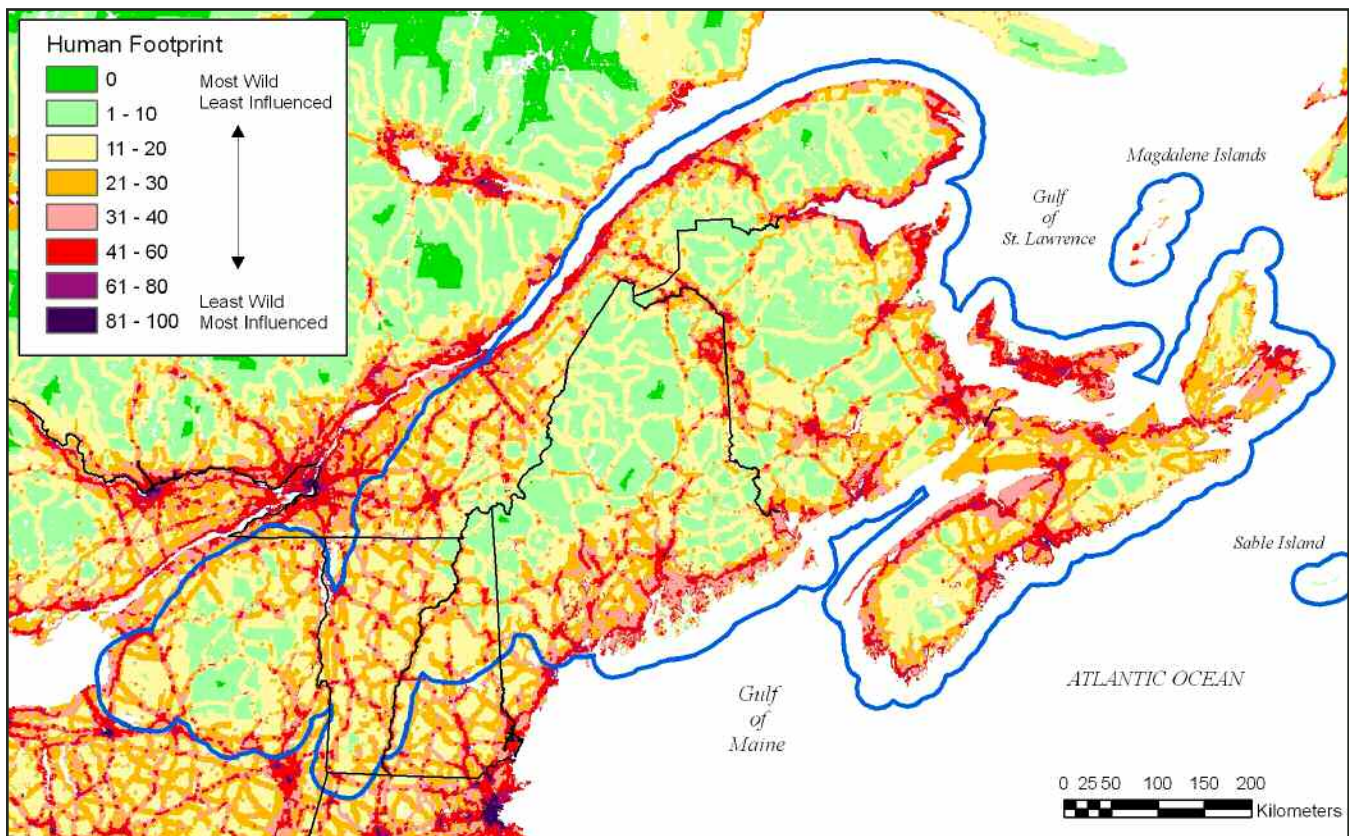 Human Footprint
0
1 - 10
11 - 20
21 - 30
31 - 40
41 - 60
61 - 80
81 - 100
Most Wild
Least Influenced
Least Wild
Most Influenced
Magdalene Islands
Gulf
of
St. Lawrence
Sable Island
ATLANTIC OCEAN
Gulf
of
Maine
0 25 50 100 150 200
Kilometers